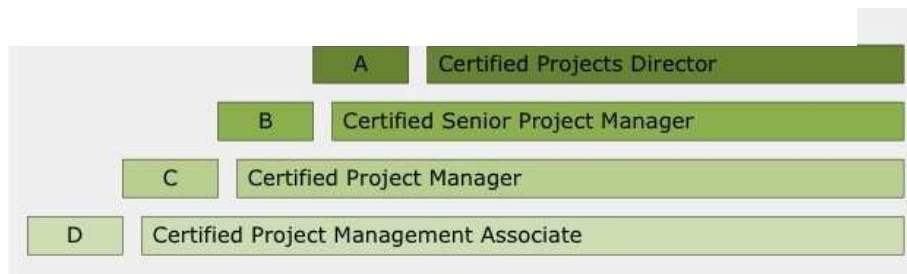 A Certified Projects Director
B Certified Senior Project Manager
C Certified Project Manager
D Certified Project Management Associate